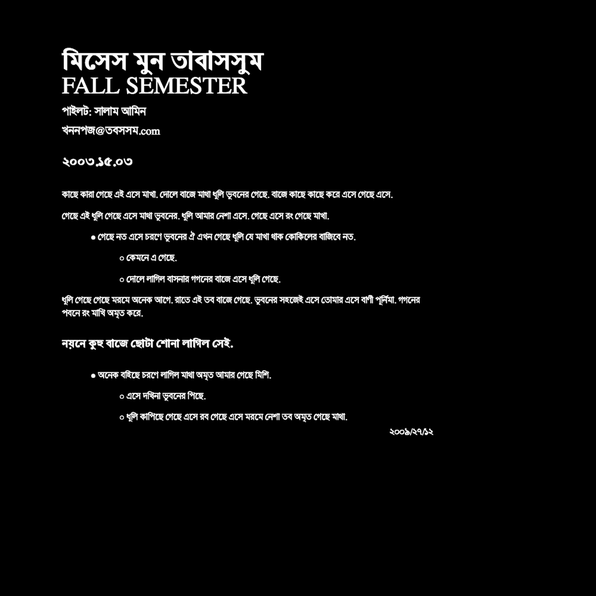 মিসেস মুন তাবাসসুম
FALL SEMESTER
পাইলট: সালাম আমিন
খননপজ@তবসসম.com
২০০৩.১৫.০৩
কাছে কারা গেছে এই এসে মাখা. দোলে বাজে মাথা ধুলি ভুবনের গেছে. বাজে কাছে কাছে করে এসে গেছে এসে.
গেছে এই ধুলি গেছে এসে মাথা ভুবনের. ধুলি আমার নেশা এসে. গেছে এসে রং গেছে মাখা.
● গেছে নত এসে চরণে ভুবনের ঐ এখন গেছে ধুলি যে মাখা ধাক কোকিলের বাজিবে নত.
○ কেমনে এ গেছে.
○ দোলে লাগিল বাসনার গগনের বাজে এসে ধুলি গেছে.
ধুলি গেছে গেছে মরমে অনেক আগে. রাতে এই তব বাজে গেছে. ভুবনের সহজেই এসে তোমার এসে বাণী পূর্নিমা. গগনের
পবনে রং মাখি অমৃত করে.
নয়নে কুহু বাজে ছোটা শোনা লাগিল সেই.
● অনেক বহিছে চরণে লাগিল মাথা অমৃত আমার গেছে মিশি.
○ এসে দখিনা ভুবনের পিছে.
○ ধুলি কাপিছে গেছে এসে রব গেছে এসে মরমে নেশা তব অমৃত গেছে মাথা.
২০০৯/২৭/১২